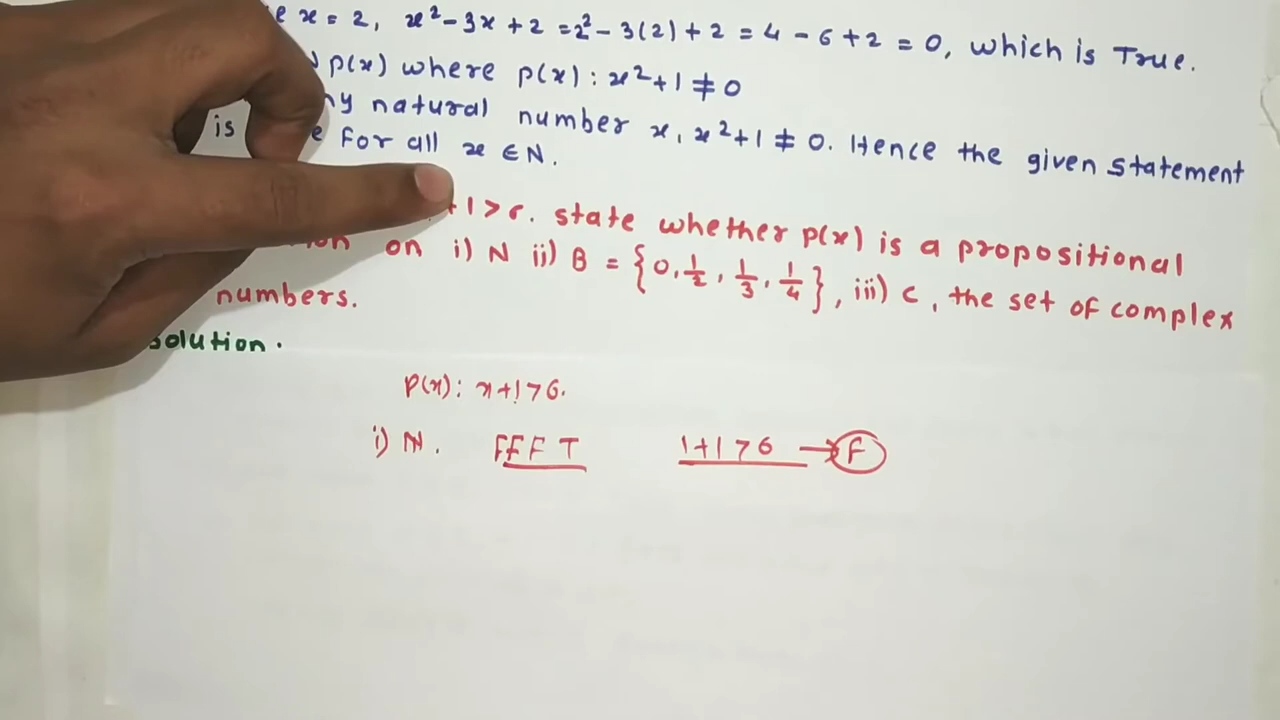 x = 2, x² - 3x + 2 = 2² - 3(2) + 2 = 4 - 6 + 2 = 0, which is True.
p(x) where p(x) : x² + 1 ≠ 0
natural number x, x² + 1 ≠ 0. Hence the given statement
is for all x ∈ N.
+ 1 > 6. state whether p(x) is a propositional
on i) N ii) B = {0, 1/2, 1/3, 1/4}, iii) C, the set of complex
numbers.
solution.
P(x) : x + 1 > 6.
i) N. F F F T 1 + 1 > 6 → F